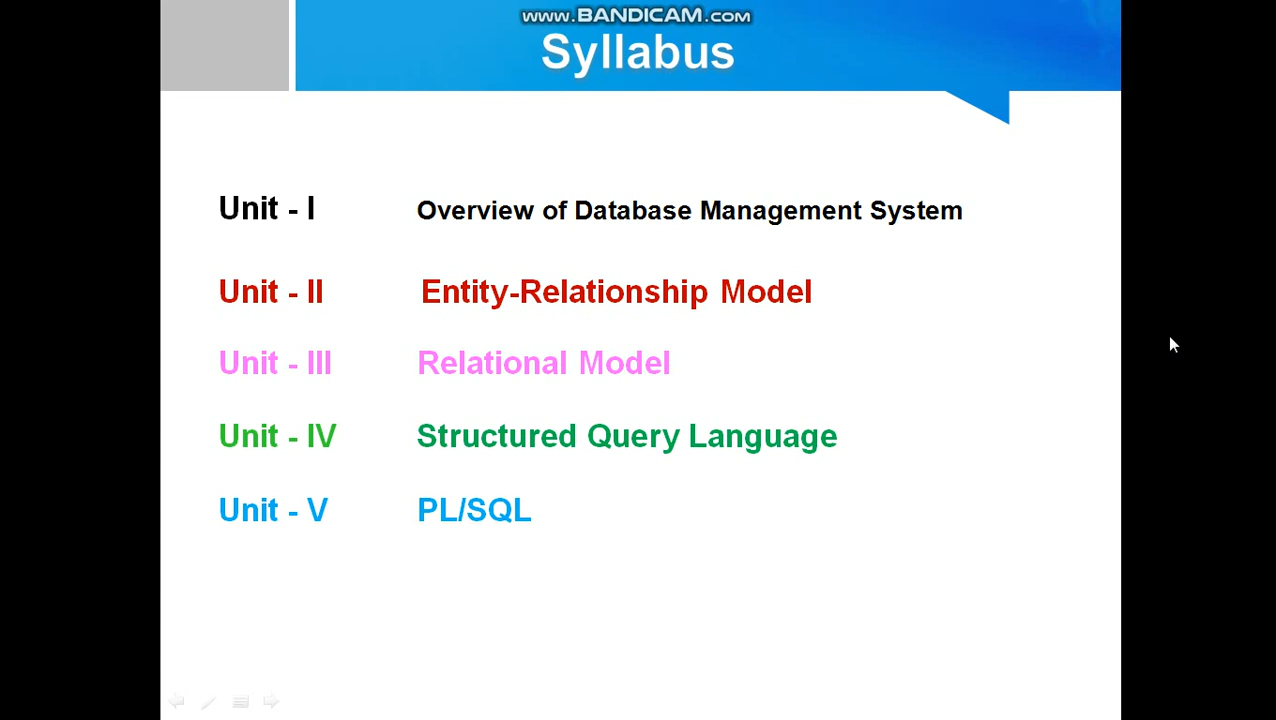 www.BANDICAM.com
Syllabus
Unit - I Overview of Database Management System
Unit - II Entity-Relationship Model
Unit - III Relational Model
Unit - IV Structured Query Language
Unit - V PL/SQL